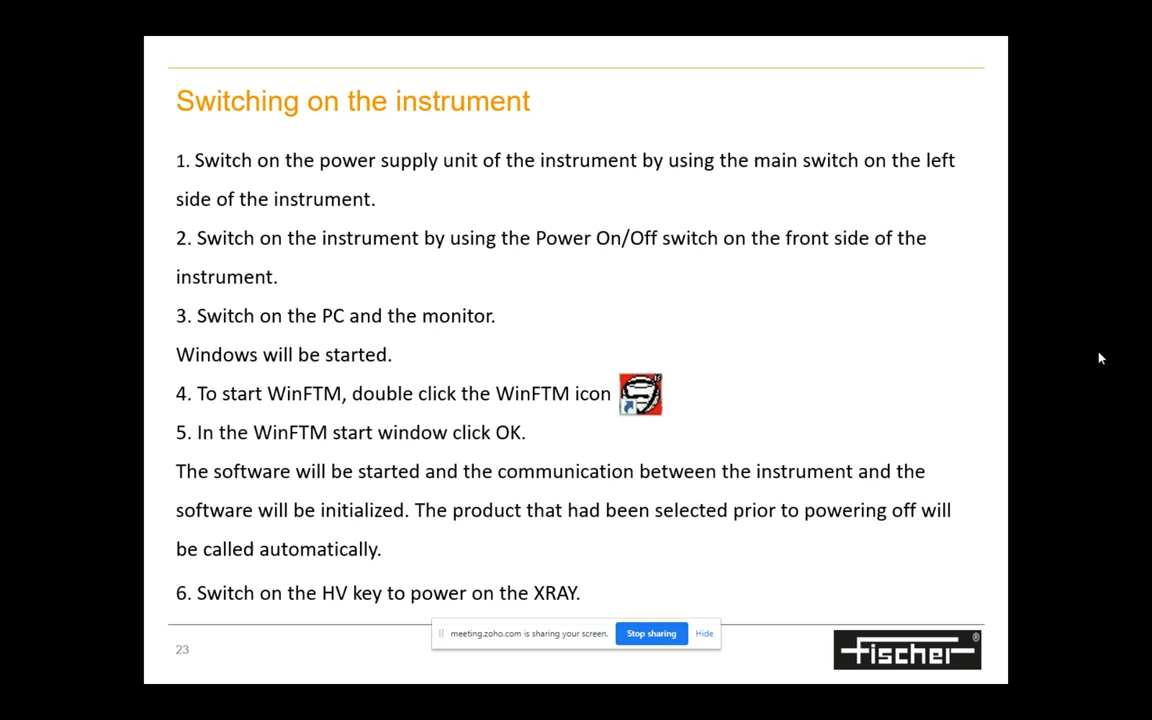 Switching on the instrument
1. Switch on the power supply unit of the instrument by using the main switch on the left
side of the instrument.
2. Switch on the instrument by using the Power On/Off switch on the front side of the
instrument.
3. Switch on the PC and the monitor.
Windows will be started.
4. To start WinFTM, double click the WinFTM icon
5. In the WinFTM start window click OK.
The software will be started and the communication between the instrument and the
software will be initialized. The product that had been selected prior to powering off will
be called automatically.
6. Switch on the HV key to power on the XRAY.
meeting.zoho.com is sharing your screen. Stop sharing Hide
23
fischer®